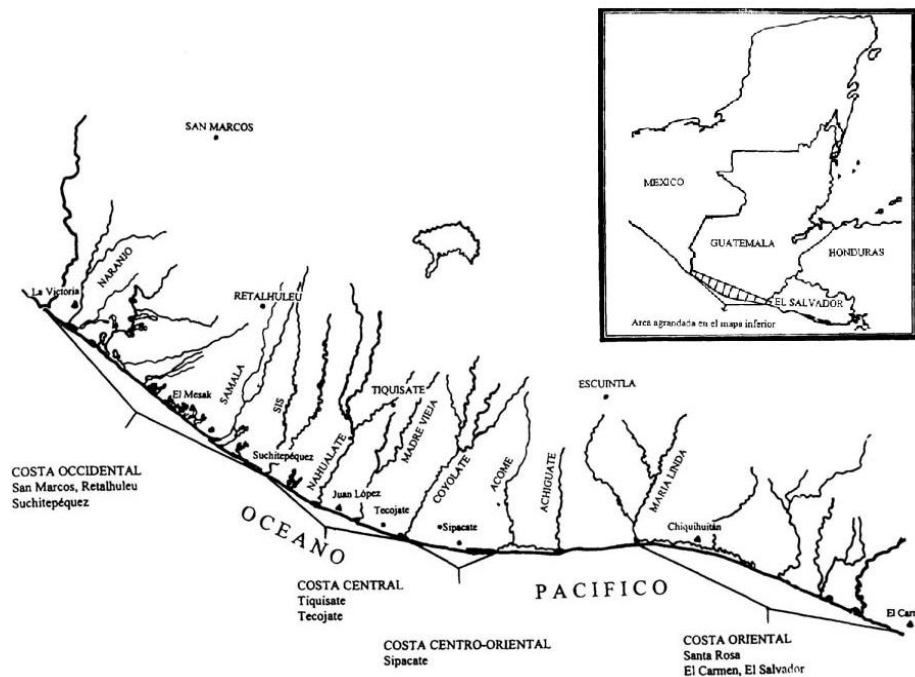 SAN MARCOS
MEXICO
GUATEMALA
HONDURAS
EL SALVADOR
Area agrandada en el mapa inferior
La Victoria
NARANJO
RETALHULEU
El Mesak
SAMALA
SIS
Suchitepéquez
NAHUALATE
TIQUISATE
MADRE VIEJA
COYOLATE
ACOME
ACHIGUATE
ESCUINTLA
MARIA LINDA
Juan López
Tecojate
Sipacate
Chiquihuitán
El Carm
OCEANO
PACIFICO
COSTA OCCIDENTAL
San Marcos, Retalhuleu
Suchitepéquez
COSTA CENTRAL
Tiquisate
Tecojate
COSTA CENTRO-ORIENTAL
Sipacate
COSTA ORIENTAL
Santa Rosa
El Carmen, El Salvador